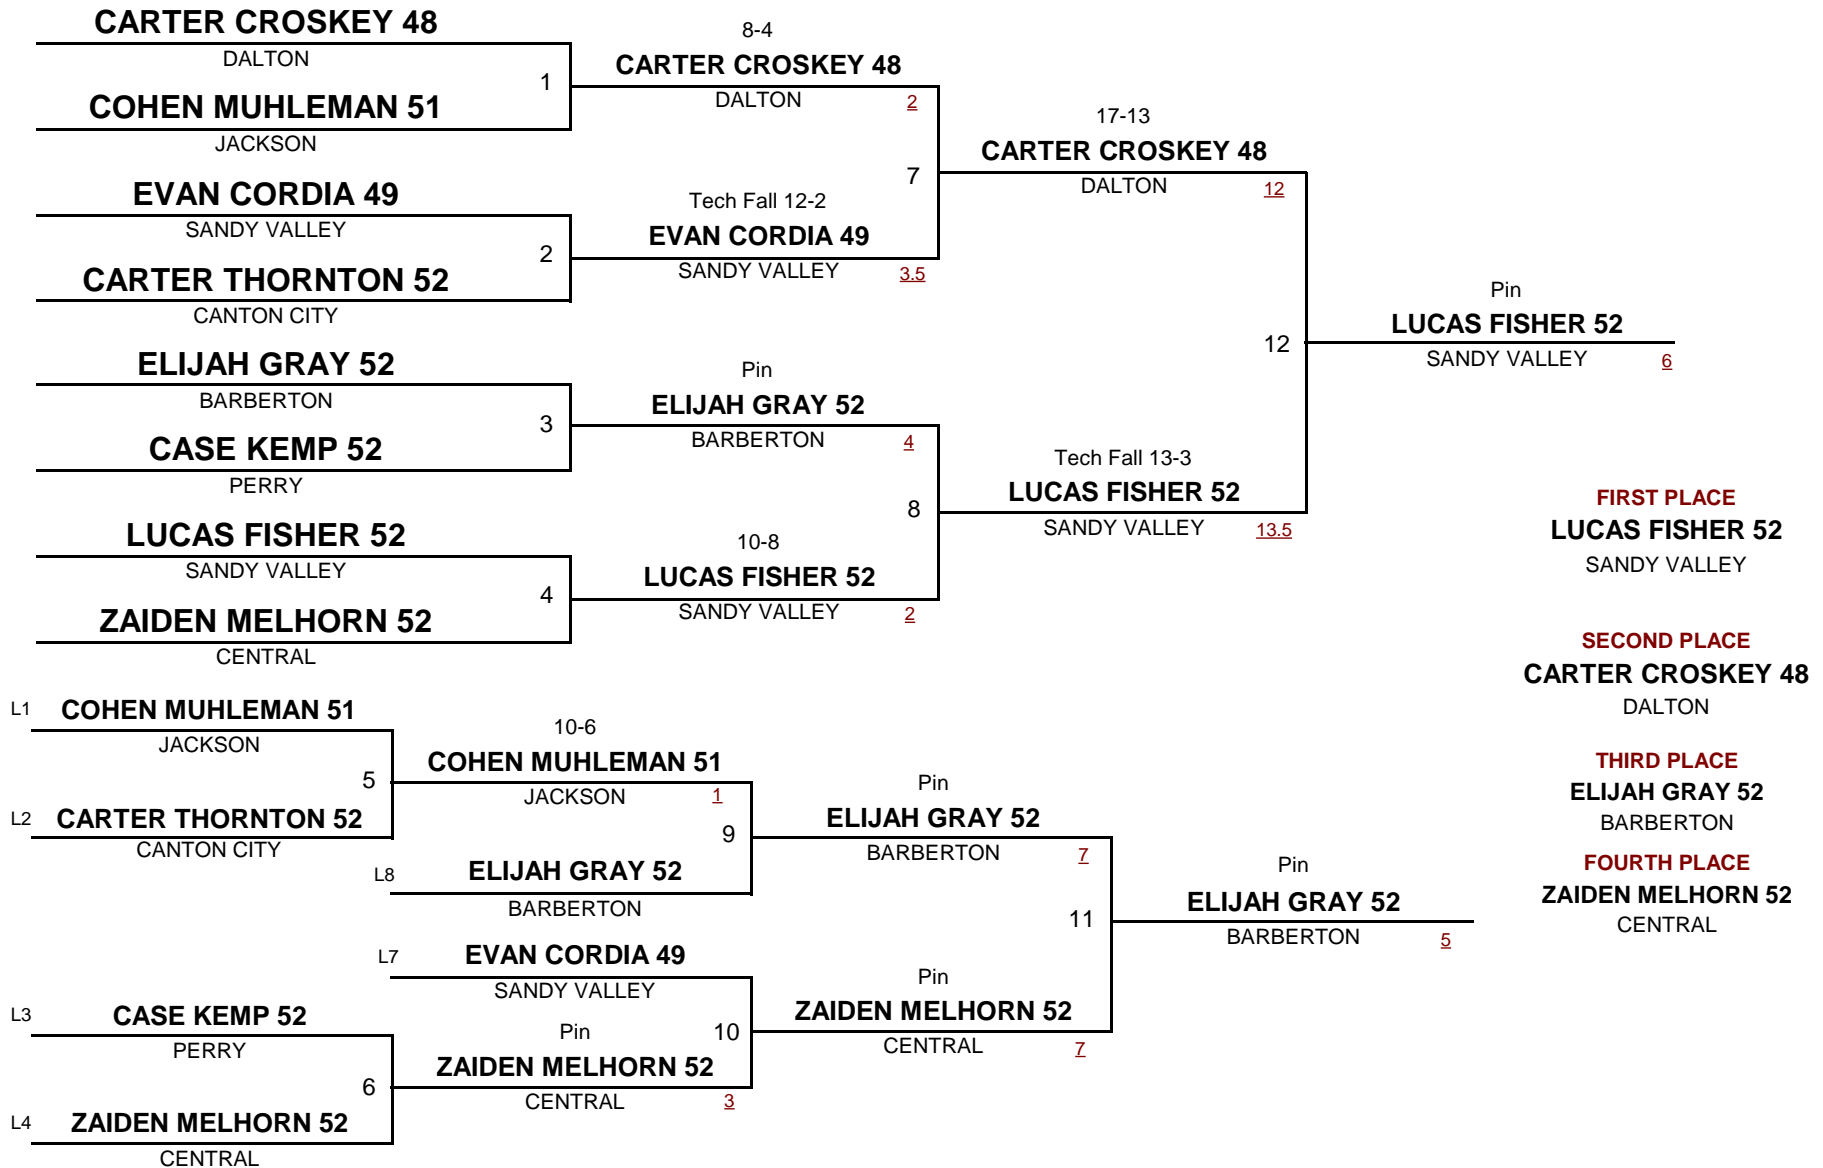 CARTER CROSKEY 48
DALTON
1
COHEN MUHLEMAN 51
JACKSON
EVAN CORDIA 49
SANDY VALLEY
2
CARTER THORNTON 52
CANTON CITY
ELIJAH GRAY 52
BARBERTON
3
CASE KEMP 52
PERRY
LUCAS FISHER 52
SANDY VALLEY
4
ZAIDEN MELHORN 52
CENTRAL
8-4
CARTER CROSKEY 48
DALTON
2
7
Tech Fall 12-2
EVAN CORDIA 49
SANDY VALLEY
3.5
Pin
ELIJAH GRAY 52
BARBERTON
4
8
10-8
LUCAS FISHER 52
SANDY VALLEY
2
17-13
CARTER CROSKEY 48
DALTON
12
12
Tech Fall 13-3
LUCAS FISHER 52
SANDY VALLEY
13.5
Pin
LUCAS FISHER 52
SANDY VALLEY
6
L1
COHEN MUHLEMAN 51
JACKSON
5
L2
CARTER THORNTON 52
CANTON CITY
L3
CASE KEMP 52
PERRY
6
L4
ZAIDEN MELHORN 52
CENTRAL
10-6
COHEN MUHLEMAN 51
JACKSON
1
9
L8
ELIJAH GRAY 52
BARBERTON
L7
EVAN CORDIA 49
SANDY VALLEY
10
Pin
ZAIDEN MELHORN 52
CENTRAL
3
Pin
ELIJAH GRAY 52
BARBERTON
7
11
Pin
ZAIDEN MELHORN 52
CENTRAL
7
Pin
ELIJAH GRAY 52
BARBERTON
5
FIRST PLACE
LUCAS FISHER 52
SANDY VALLEY
SECOND PLACE
CARTER CROSKEY 48
DALTON
THIRD PLACE
ELIJAH GRAY 52
BARBERTON
FOURTH PLACE
ZAIDEN MELHORN 52
CENTRAL